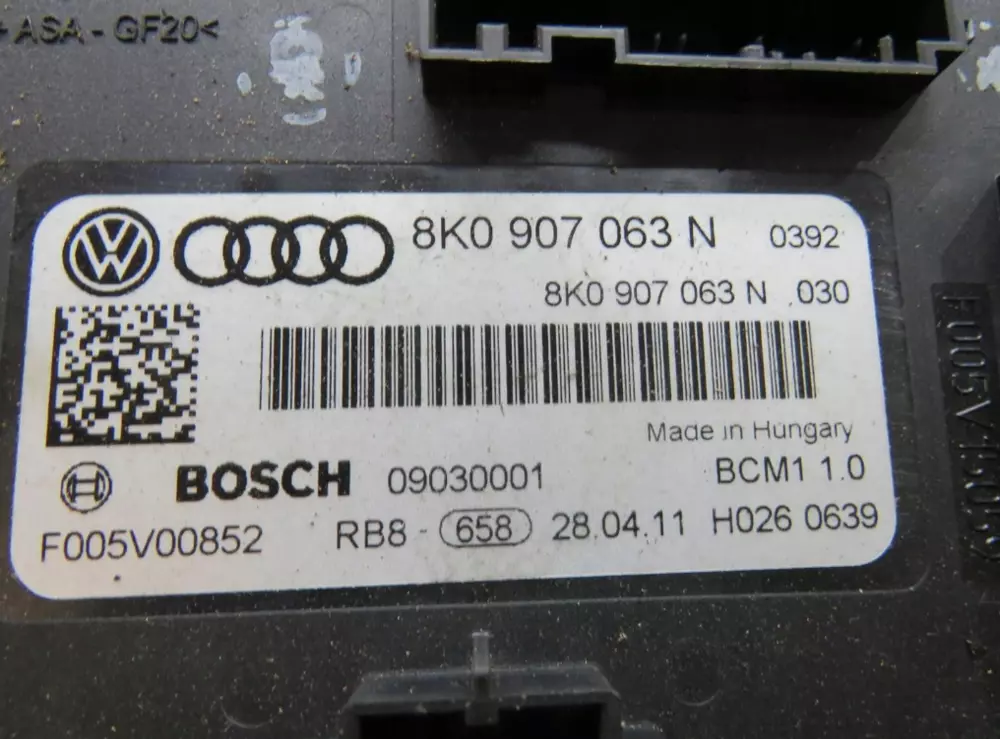 + ASA - GF20<
8K0 907 063 N 0392
8K0 907 063 N 030
Made in Hungary
BOSCH 09030001 BCM1 1.0
F005V00852 RB8 - 658 28.04.11 H026 0639